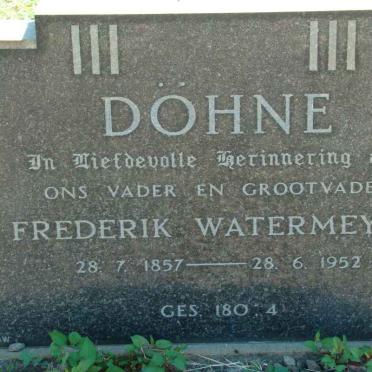 DÖHNE
In Liefdevolle Herinnering a
ONS VADER EN GROOTVADE
FREDERIK WATERMEY
28. 7. 1857 — 28. 6. 1952
GES. 180 : 4